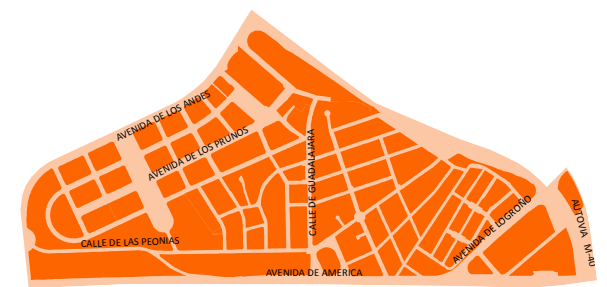 AVENIDA DE LOS ANDES
AVENIDA DE LOS PRUNOS
CALLE DE GUADALAJARA
CALLE DE LAS PEONIAS
AVENIDA DE LOGROÑO
AUTOVIA M-40
AVENIDA DE AMERICA